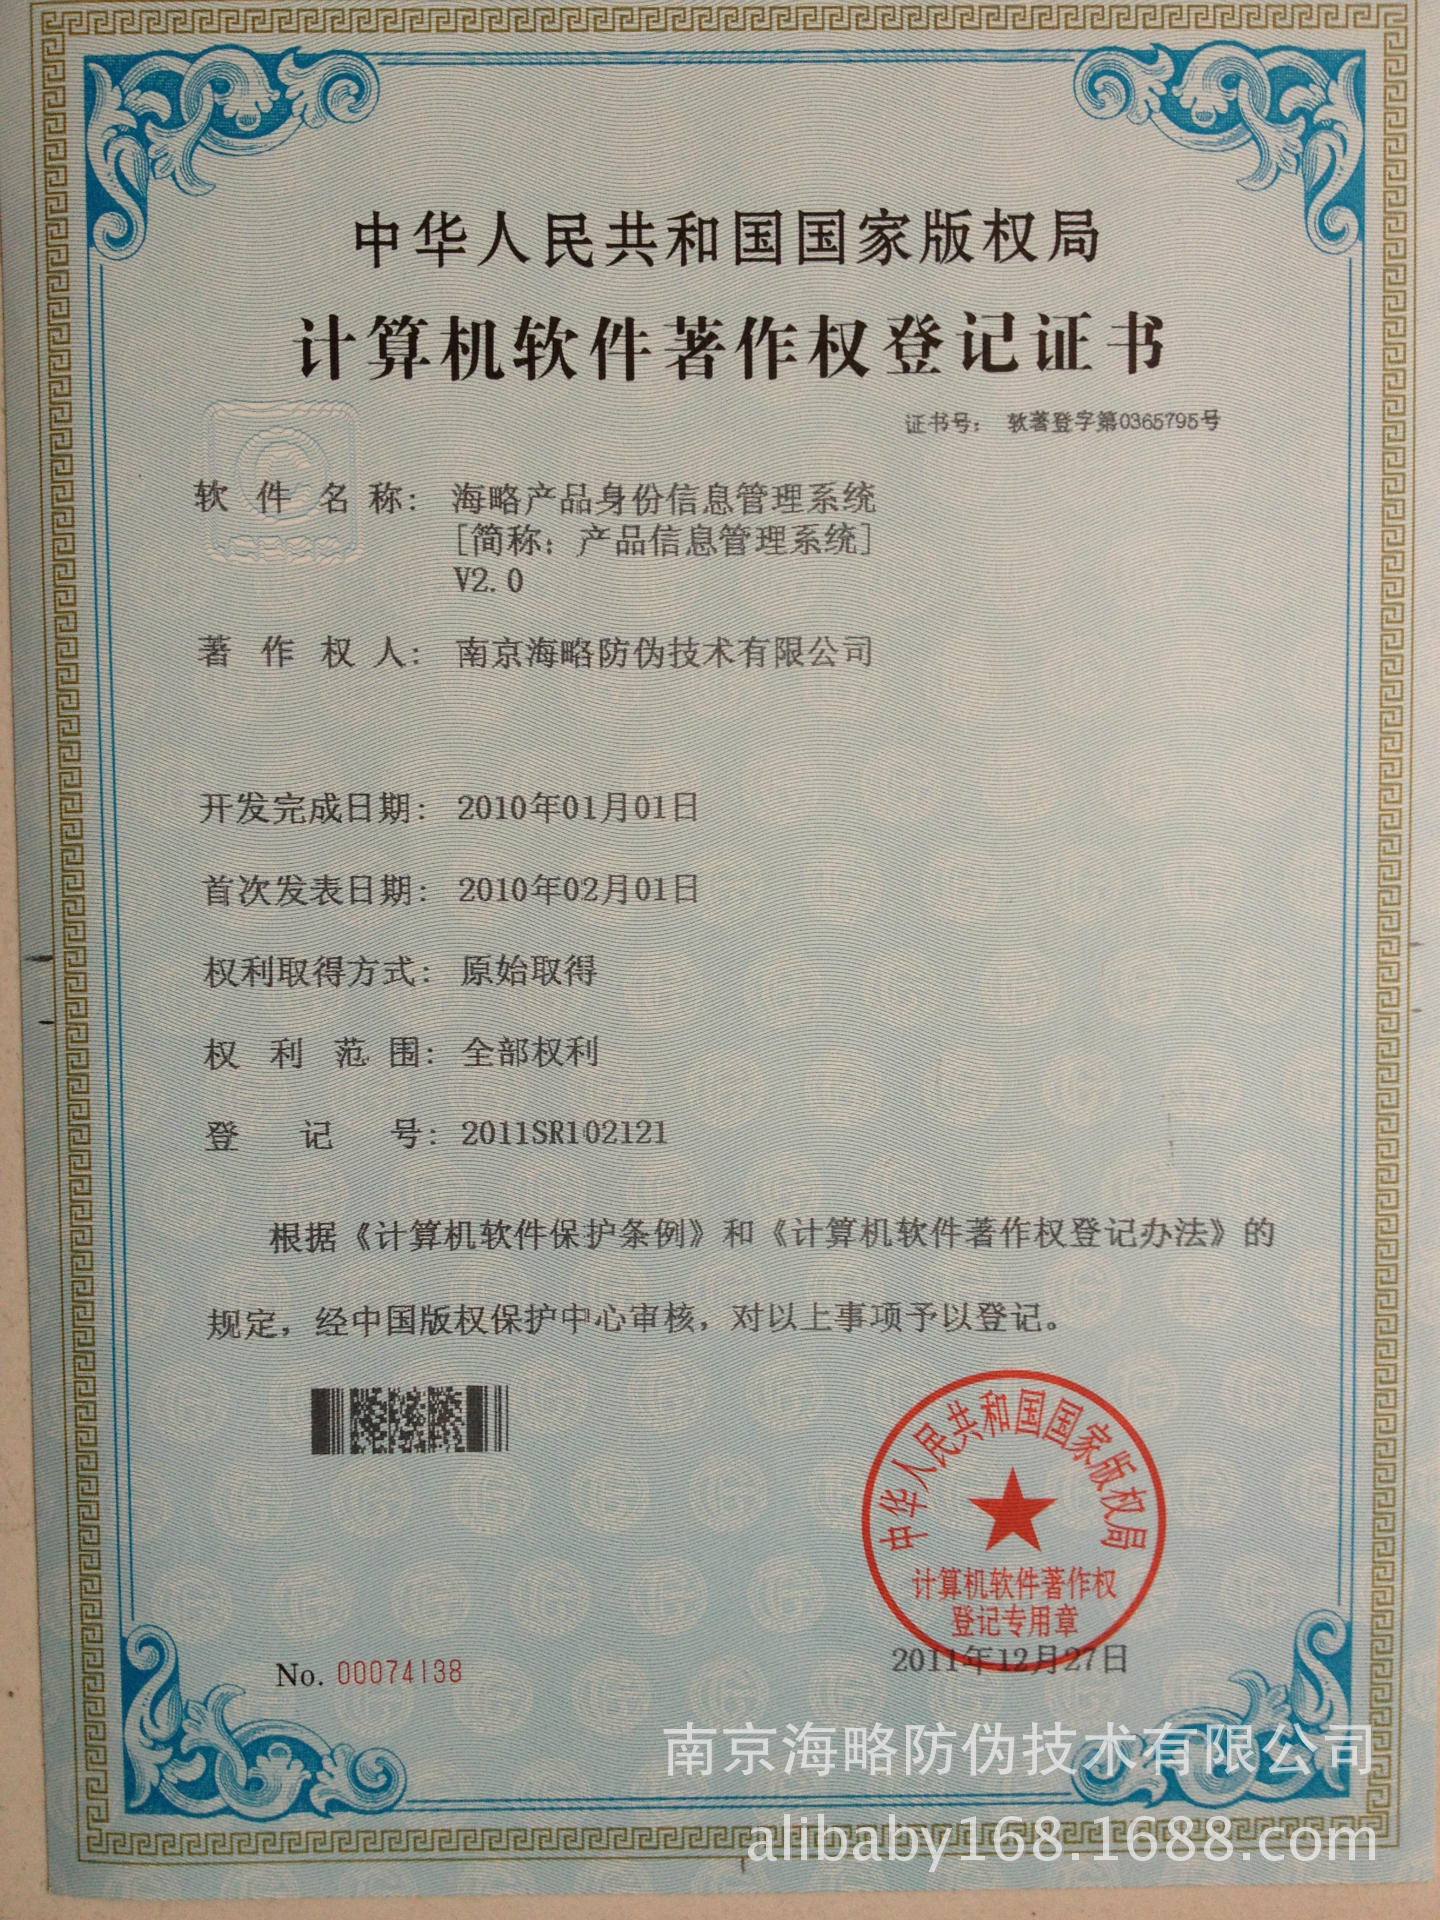 中华人民共和国国家版权局
计算机软件著作权登记证书
证书号： 软著登字第0365795号
软件名称： 海略产品身份信息管理系统
[简称：产品信息管理系统]
V2.0
著作权人： 南京海略防伪技术有限公司
开发完成日期： 2010年01月01日
首次发表日期： 2010年02月01日
权利取得方式： 原始取得
权利范围： 全部权利
登记号： 2011SR102121
根据《计算机软件保护条例》和《计算机软件著作权登记办法》的
规定，经中国版权保护中心审核，对以上事项予以登记。
中华人民共和国国家版权局
计算机软件著作权
登记专用章
2011年12月27日
No. 00074138
南京海略防伪技术有限公司
alibaby168.1688.com